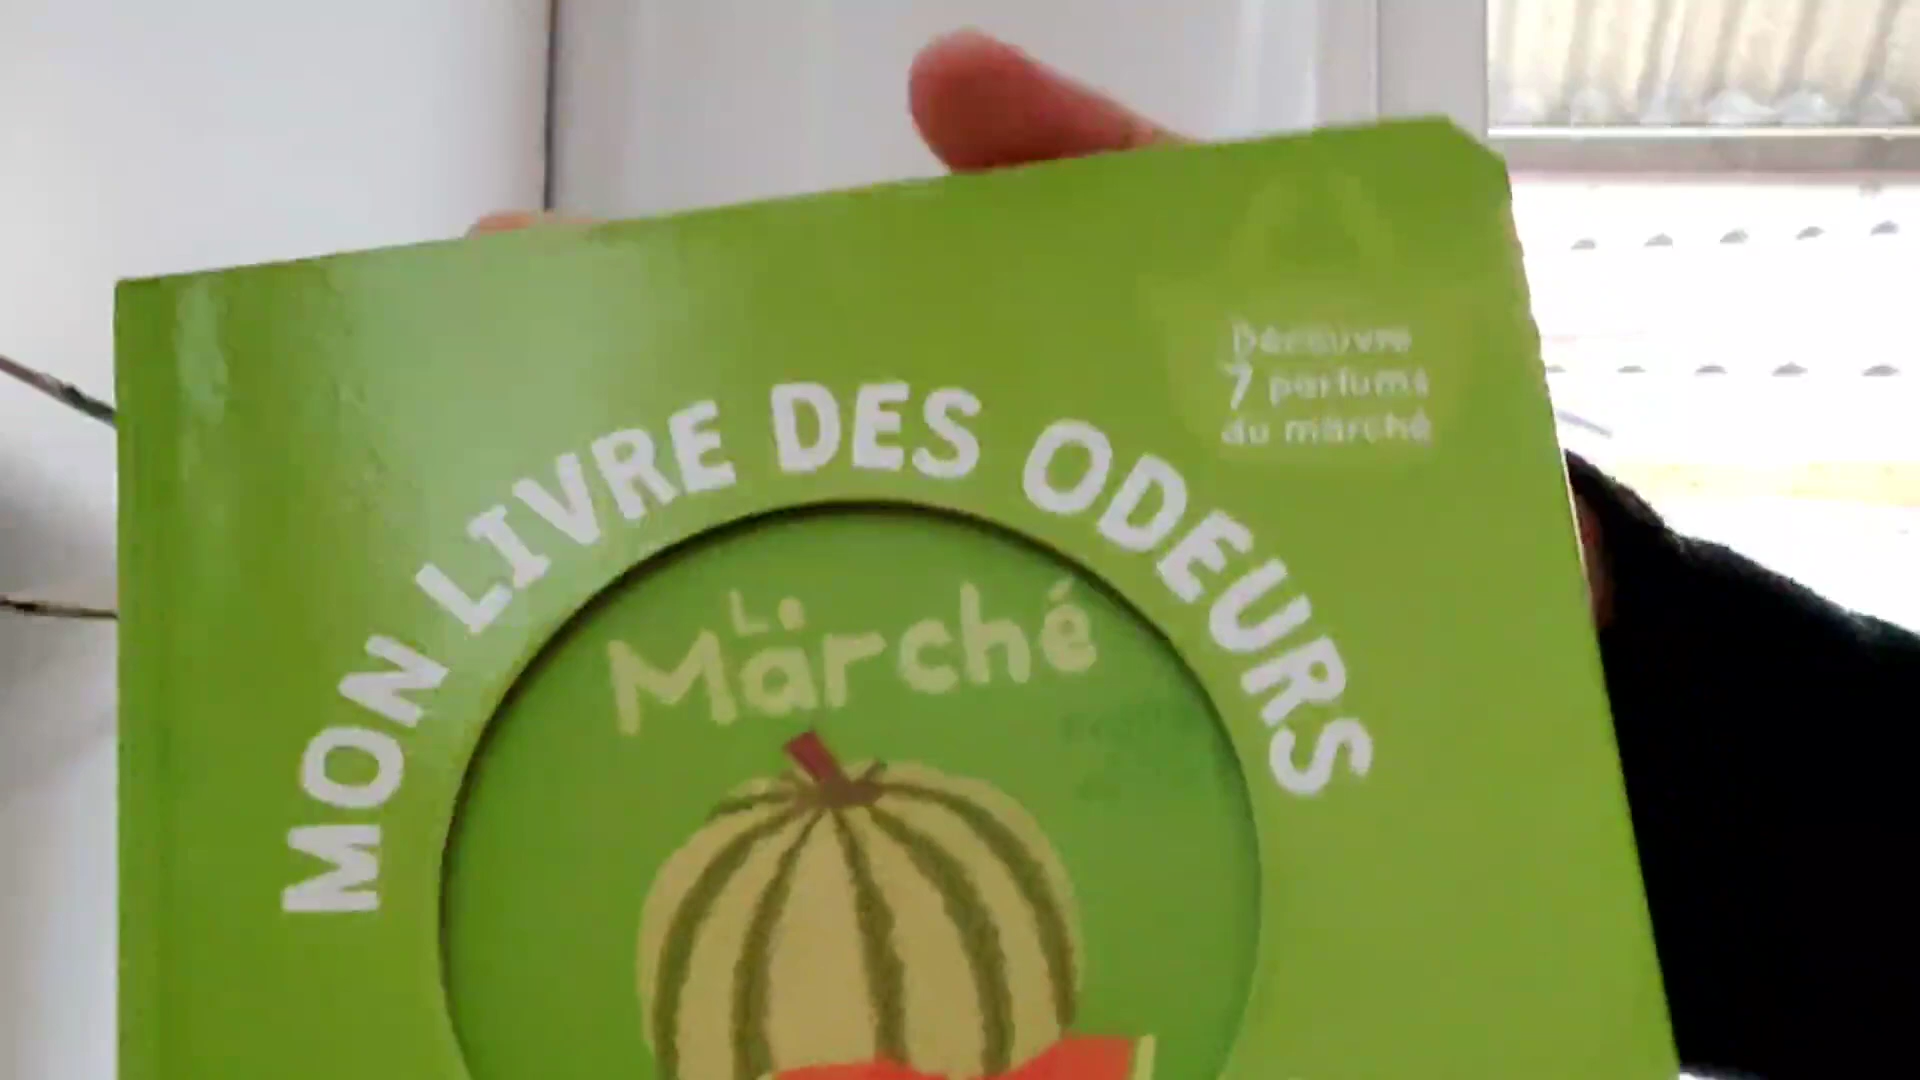 MON LIVRE DES ODEURS
Découvre
7 parfums
du marché
Le
Marché